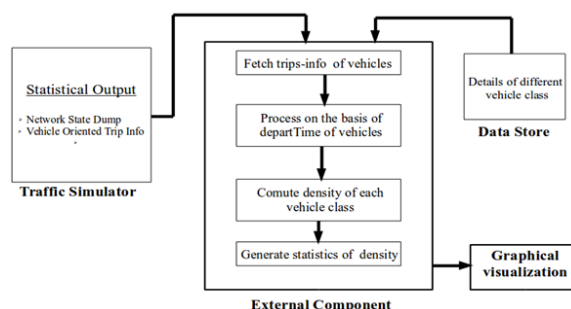 Statistical Output
· Network State Dump
· Vehicle Oriented Trip Info
·
Traffic Simulator
Fetch trips-info of vehicles
Process on the basis of
departTime of vehicles
Comute density of each
vehicle class
Generate statistics of density
External Component
Details of different
vehicle class
Data Store
Graphical
visualization